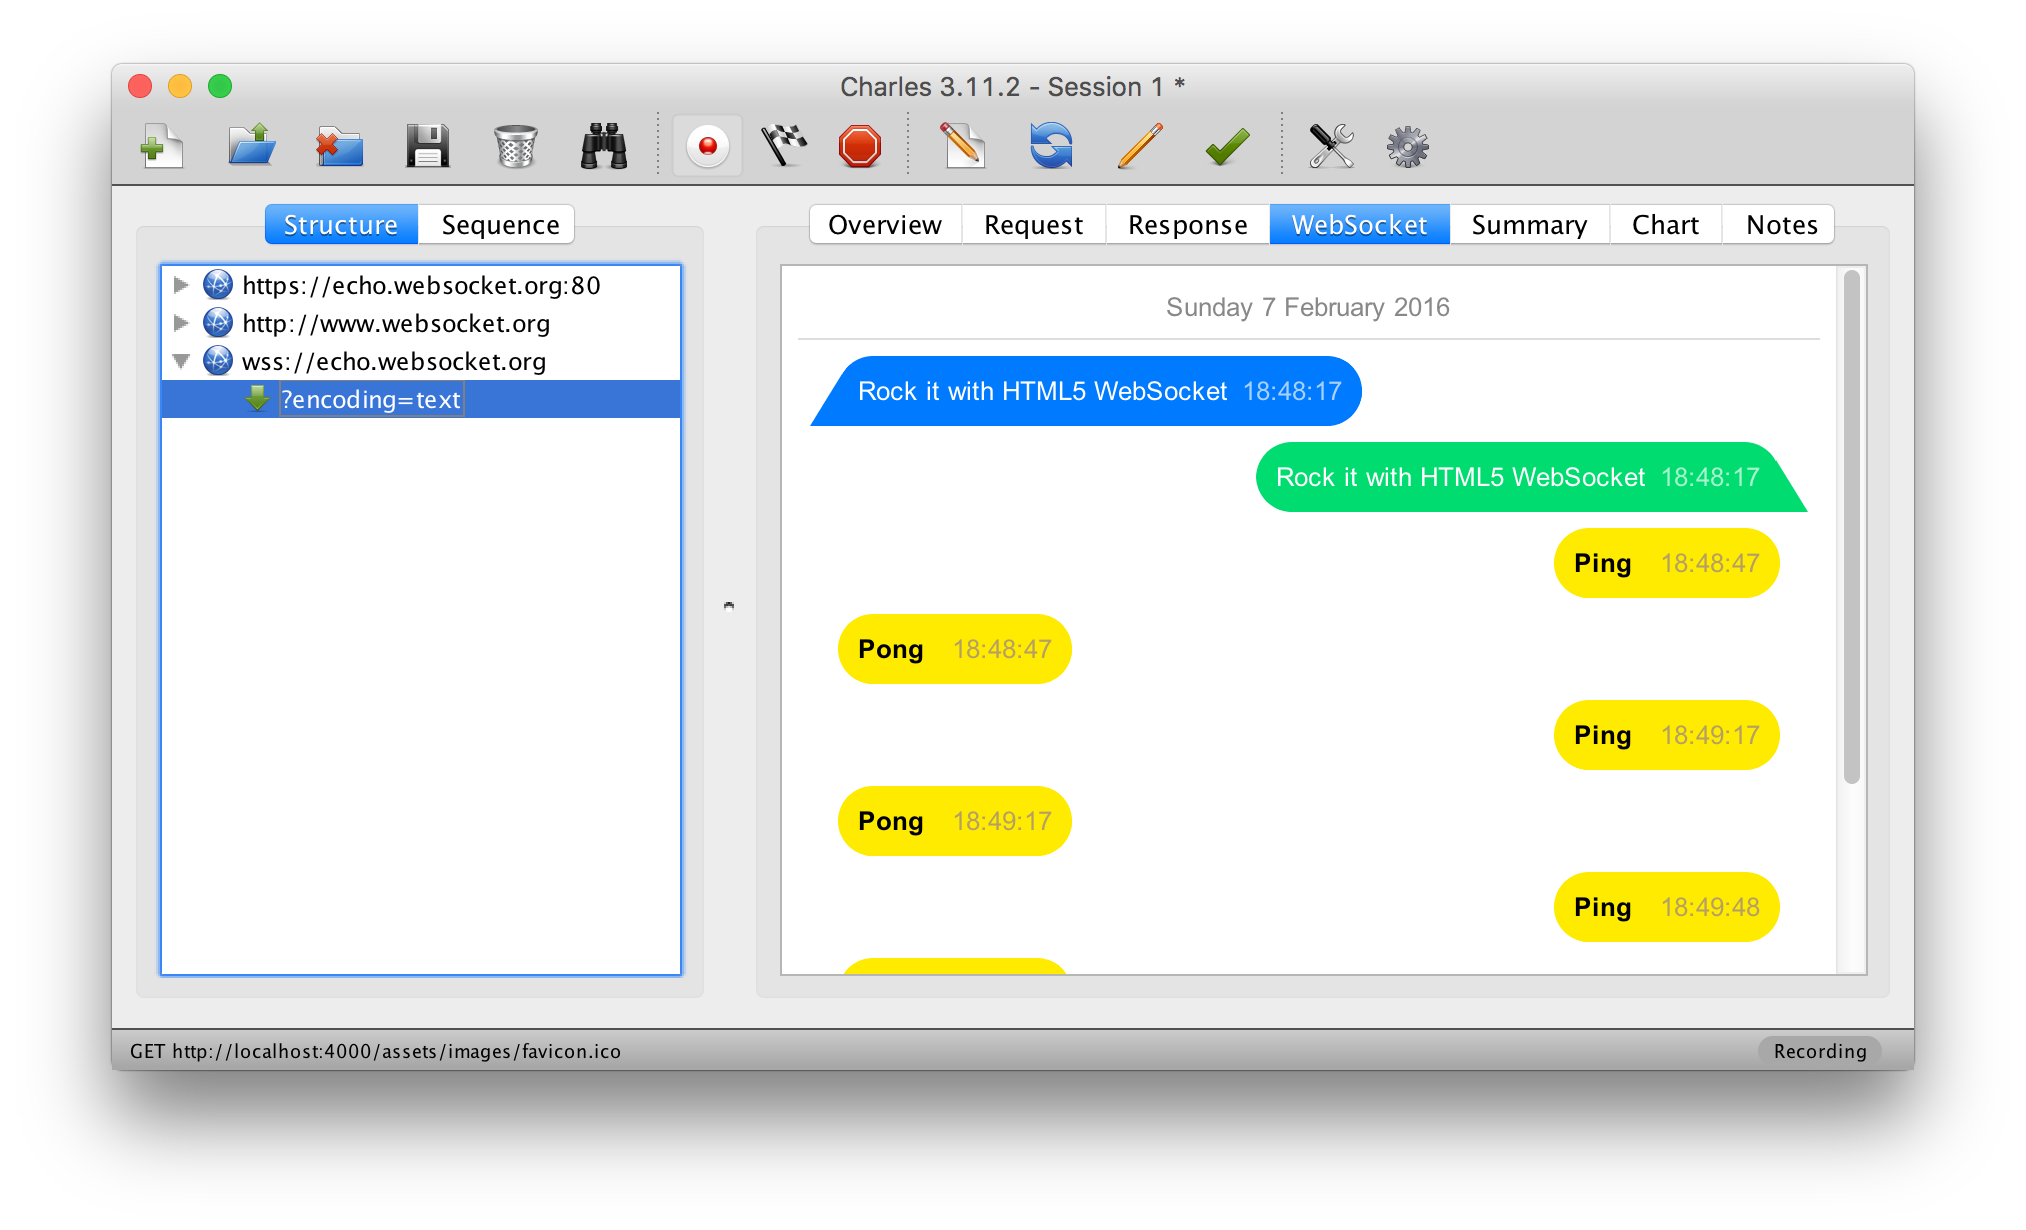 Charles 3.11.2 - Session 1 *
Structure Sequence
https://echo.websocket.org:80
http://www.websocket.org
wss://echo.websocket.org
?encoding=text
Overview Request Response WebSocket Summary Chart Notes
Sunday 7 February 2016
Rock it with HTML5 WebSocket 18:48:17
Rock it with HTML5 WebSocket 18:48:17
Ping 18:48:47
Pong 18:48:47
Ping 18:49:17
Pong 18:49:17
Ping 18:49:48
GET http://localhost:4000/assets/images/favicon.ico
Recording